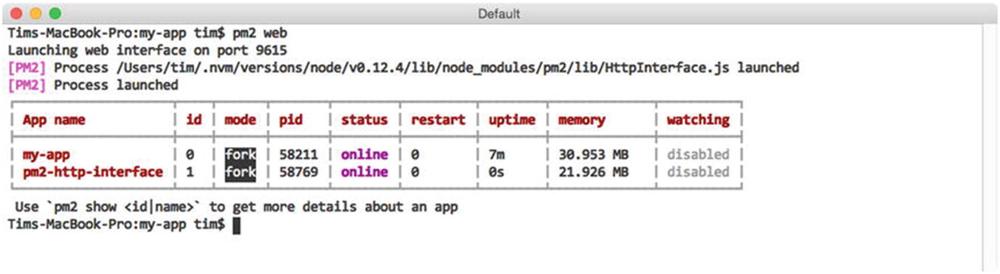 Default
Tims-MacBook-Pro:my-app tim$ pm2 web
Launching web interface on port 9615
[PM2] Process /Users/tim/.nvm/versions/node/v0.12.4/lib/node_modules/pm2/lib/HttpInterface.js launched
[PM2] Process launched
App name id mode pid status restart uptime memory watching
my-app 0 fork 58211 online 0 7m 30.953 MB disabled
pm2-http-interface 1 fork 58769 online 0 0s 21.926 MB disabled
Use `pm2 show <id|name>` to get more details about an app
Tims-MacBook-Pro:my-app tim$